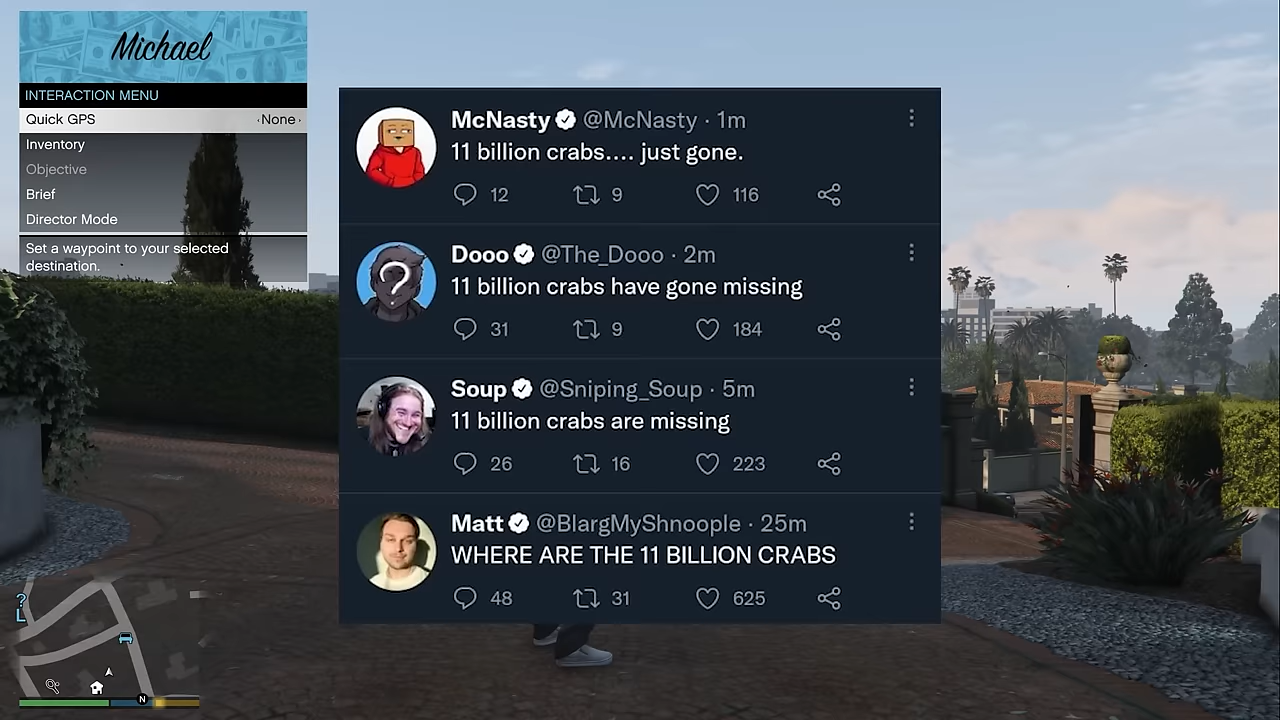 Michael
INTERACTION MENU
Quick GPS ‹None›
Inventory
Objective
Brief
Director Mode
Set a waypoint to your selected
destination.
McNasty @McNasty · 1m
11 billion crabs.... just gone.
12 9 116
Dooo @The_Dooo · 2m
11 billion crabs have gone missing
31 9 184
Soup @Sniping_Soup · 5m
11 billion crabs are missing
26 16 223
Matt @BlargMyShnoople · 25m
WHERE ARE THE 11 BILLION CRABS
48 31 625
?
L
N